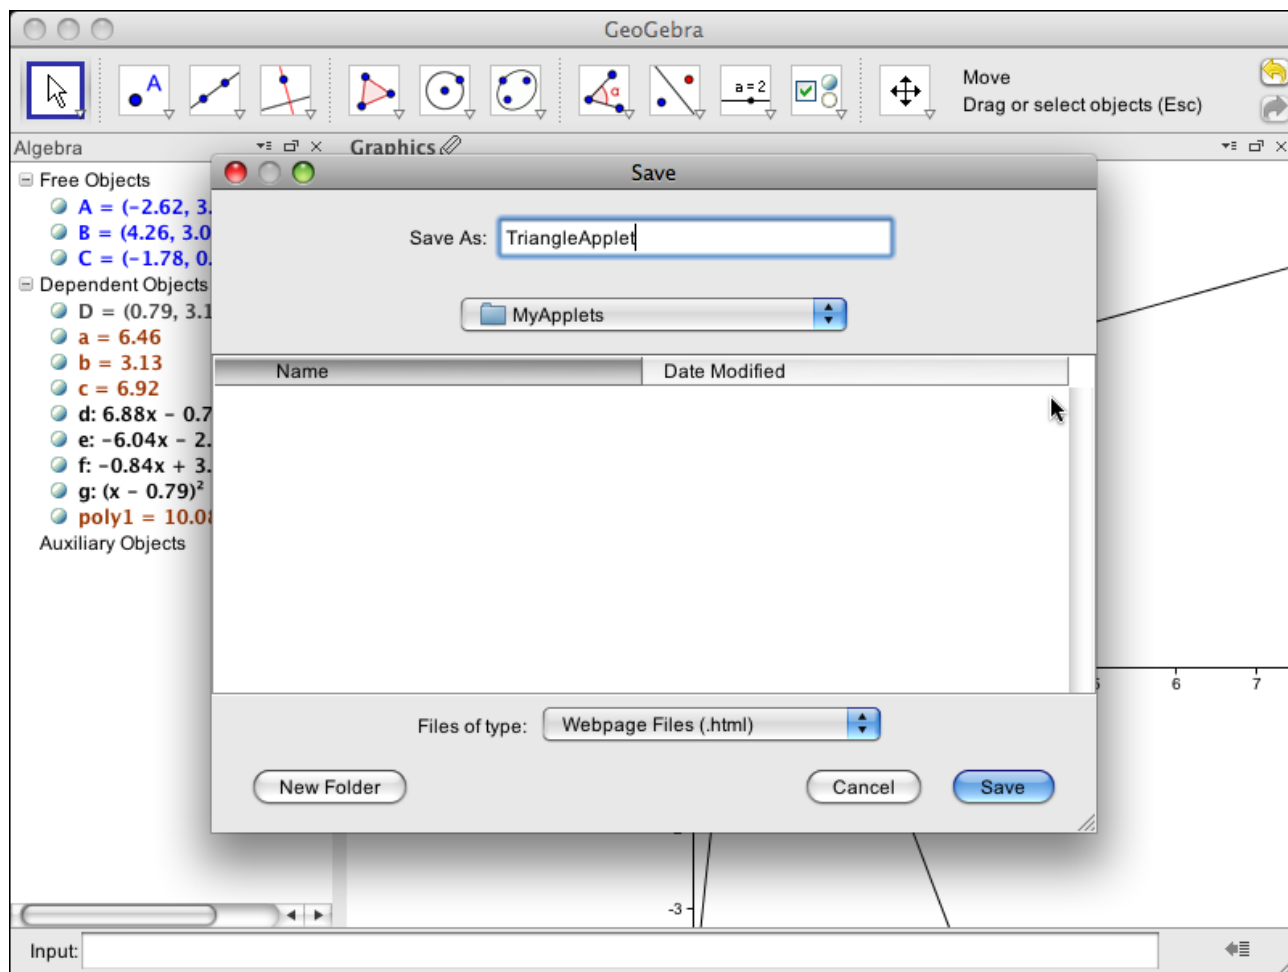 GeoGebra
A
α
a=2
Move
Drag or select objects (Esc)
Algebra
Graphics
Free Objects
A = (-2.62, 3.
B = (4.26, 3.0
C = (-1.78, 0.
Dependent Objects
D = (0.79, 3.1
a = 6.46
b = 3.13
c = 6.92
d: 6.88x - 0.7
e: -6.04x - 2.
f: -0.84x + 3.
g: (x - 0.79)²
poly1 = 10.08
Auxiliary Objects
Save
Save As: TriangleApplet
MyApplets
Name Date Modified
Files of type: Webpage Files (.html)
New Folder Cancel Save
6 7
-3
Input: